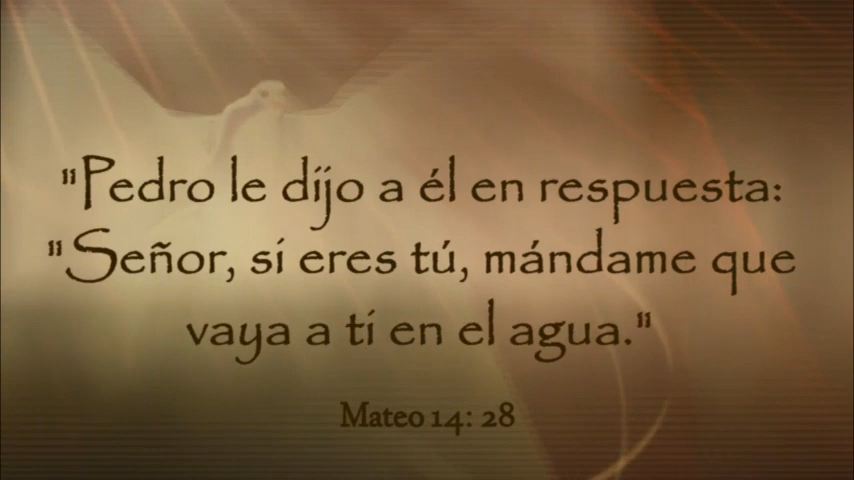 "Pedro le dijo a él en respuesta:
"Señor, si eres tú, mándame que
vaya a ti en el agua."
Mateo 14: 28